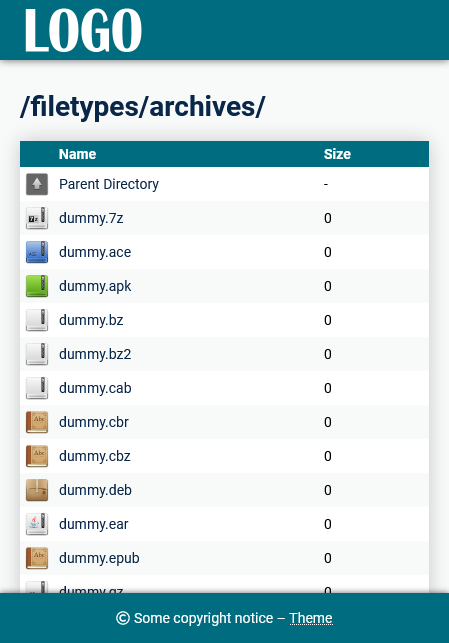 LOGO
/filetypes/archives/
Name Size
Parent Directory -
dummy.7z 0
dummy.ace 0
dummy.apk 0
dummy.bz 0
dummy.bz2 0
dummy.cab 0
dummy.cbr 0
dummy.cbz 0
dummy.deb 0
dummy.ear 0
dummy.epub 0
dummy.gz 0
© Some copyright notice – Theme